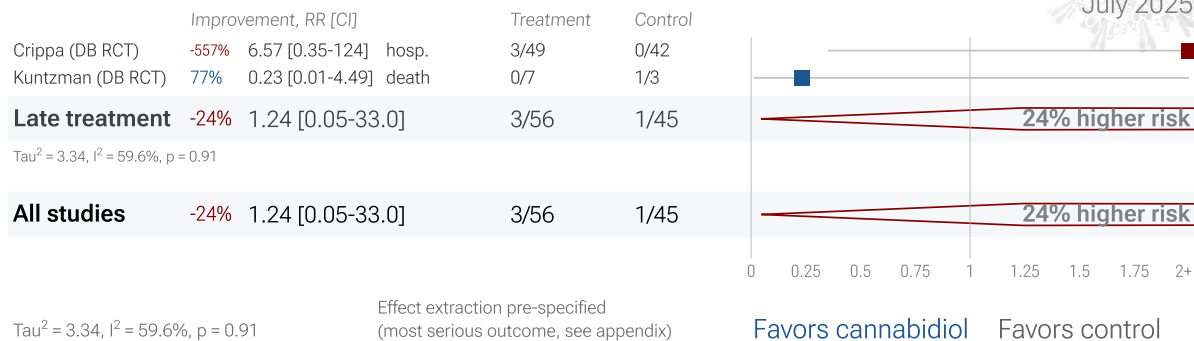 July 2025
Improvement, RR [CI] Treatment Control
Crippa (DB RCT) -557% 6.57 [0.35-124] hosp. 3/49 0/42
Kuntzman (DB RCT) 77% 0.23 [0.01-4.49] death 0/7 1/3
Late treatment -24% 1.24 [0.05-33.0] 3/56 1/45 24% higher risk
Tau2 = 3.34, I2 = 59.6%, p = 0.91
All studies -24% 1.24 [0.05-33.0] 3/56 1/45 24% higher risk
0 0.25 0.5 0.75 1 1.25 1.5 1.75 2+
Effect extraction pre-specified
Tau2 = 3.34, I2 = 59.6%, p = 0.91 (most serious outcome, see appendix) Favors cannabidiol Favors control